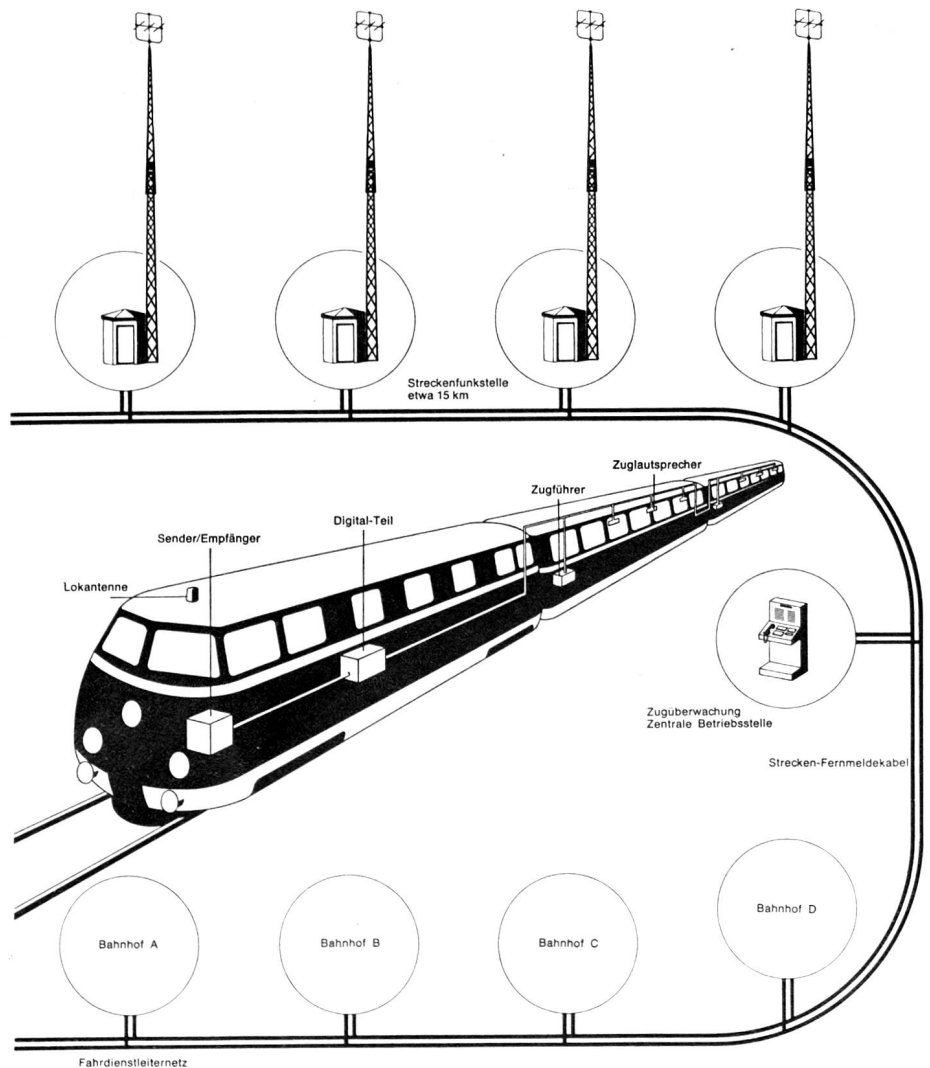 Streckenfunkstelle
etwa 15 km
Zuglautsprecher
Zugführer
Digital-Teil
Sender/Empfänger
Lokantenne
Zugüberwachung
Zentrale Betriebsstelle
Strecken-Fernmeldekabel
Bahnhof A
Bahnhof B
Bahnhof C
Bahnhof D
Fahrdienstleiternetz